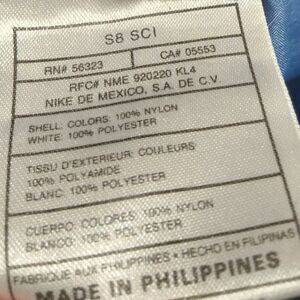 S8 SCI
RN# 56323 CA# 05553
RFC# NME 920220 KL4
NIKE DE MEXICO, S.A. DE C.V.
SHELL: COLORS: 100% NYLON
WHITE: 100% POLYESTER
TISSU D'EXTERIEUR: COULEURS
100% POLYAMIDE
BLANC: 100% POLYESTER
CUERPO: COLORES: 100% NYLON
BLANCO: 100% POLYESTER
FABRIQUE AUX PHILIPPINES • HECHO EN FILIPINAS
MADE IN PHILIPPINES